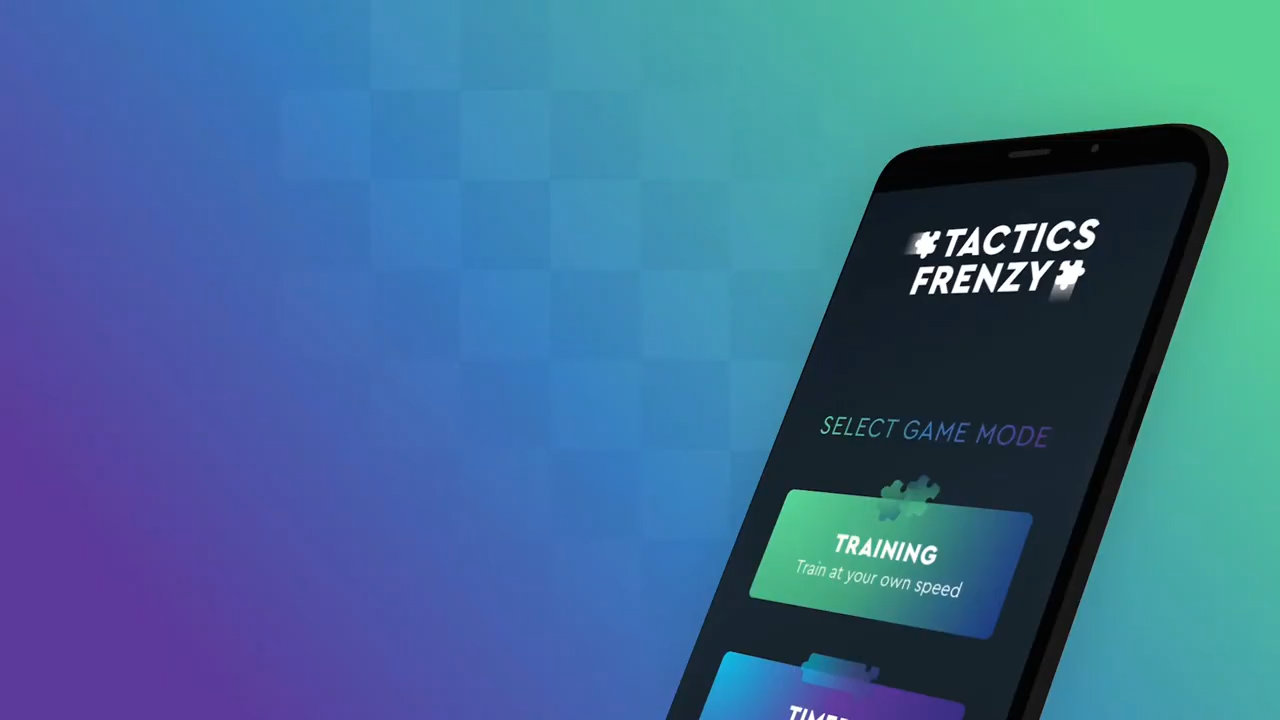 TACTICS
FRENZY
SELECT GAME MODE
TRAINING
Train at your own speed